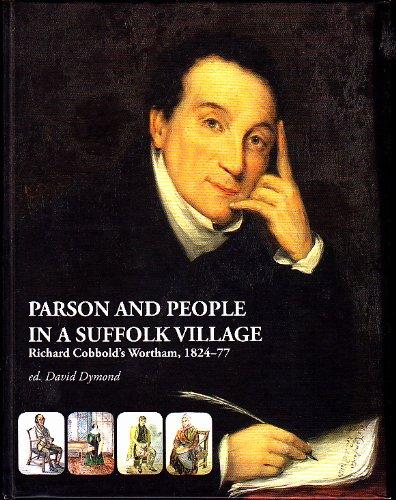 PARSON AND PEOPLE
IN A SUFFOLK VILLAGE
Richard Cobbold's Wortham, 1824–77
ed. David Dymond